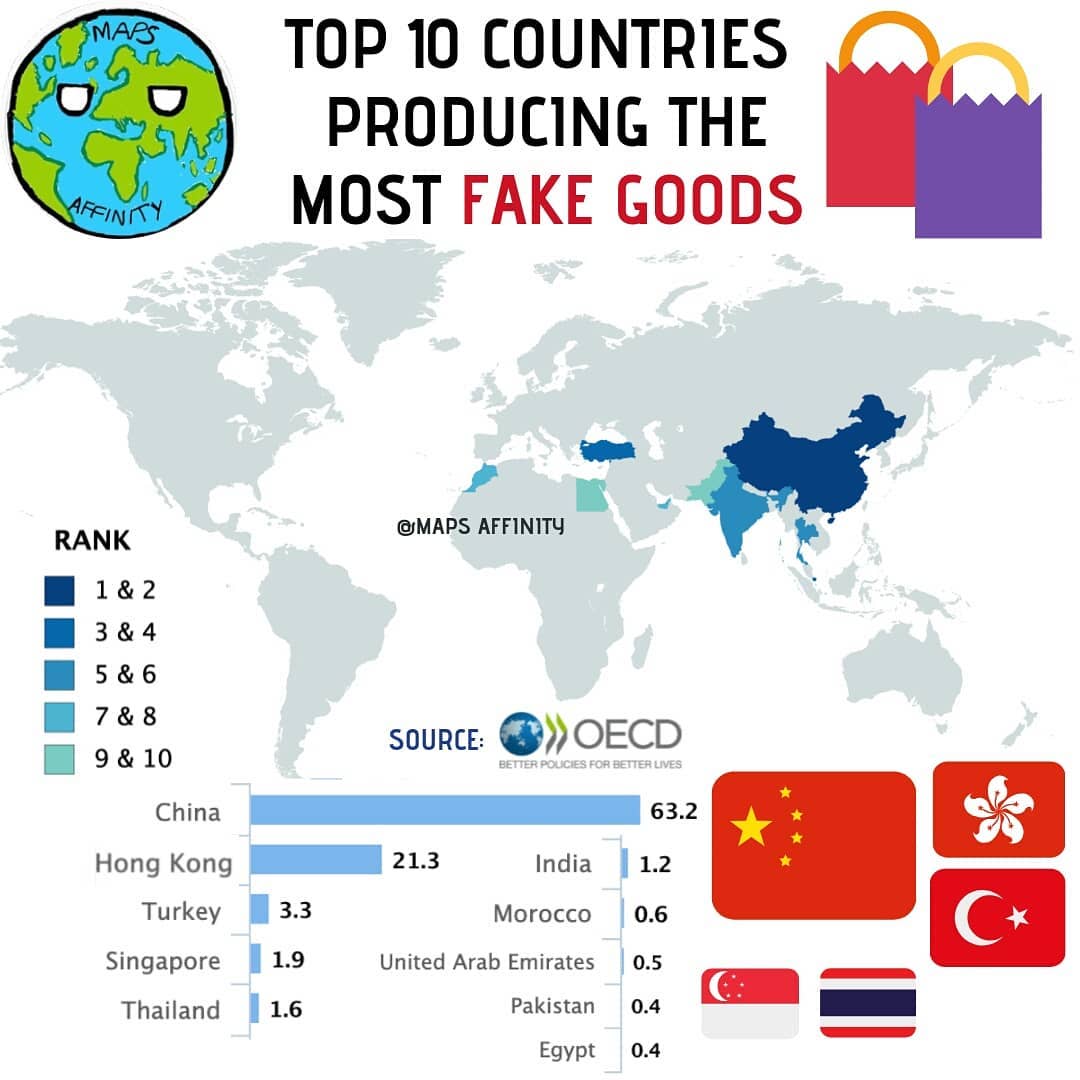 MAPS
AFFINITY
TOP 10 COUNTRIES
PRODUCING THE
MOST FAKE GOODS
@MAPS AFFINITY
RANK
1 & 2
3 & 4
5 & 6
7 & 8
9 & 10
SOURCE: OECD
BETTER POLICIES FOR BETTER LIVES
China 63.2
Hong Kong 21.3
Turkey 3.3
Singapore 1.9
Thailand 1.6
India 1.2
Morocco 0.6
United Arab Emirates 0.5
Pakistan 0.4
Egypt 0.4